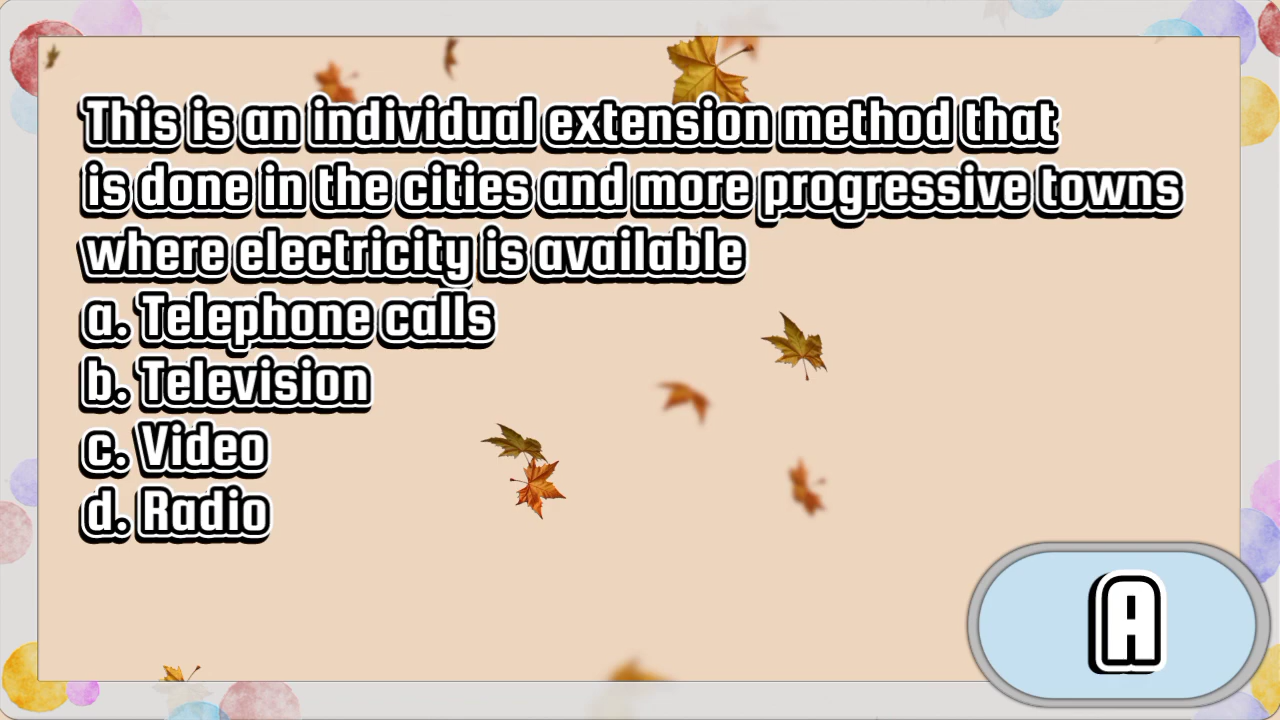 This is an individual extension method that
is done in the cities and more progressive towns
where electricity is available
a. Telephone calls
b. Television
c. Video
d. Radio
A